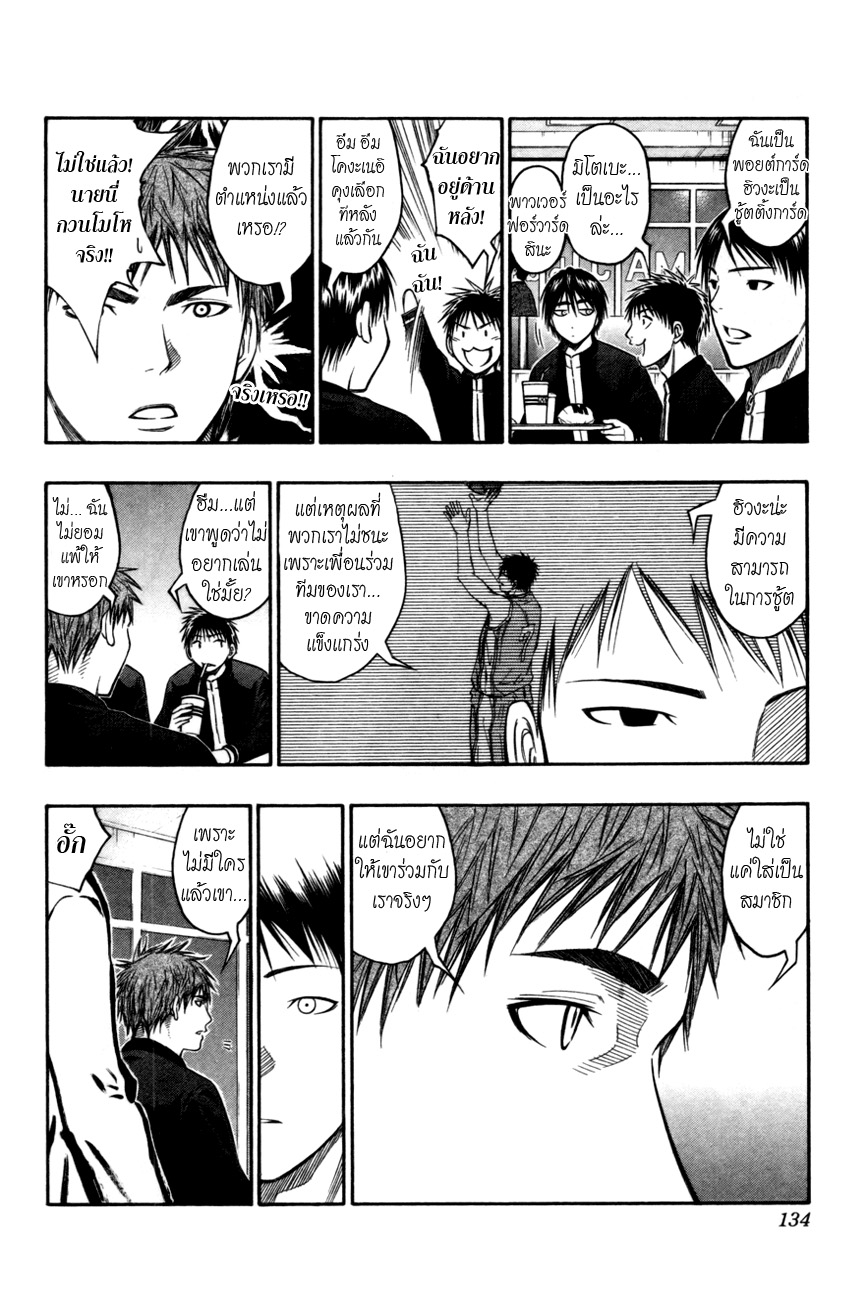 ฉันเป็น
พอยต์การ์ด
ฮิวงะเป็น
ชู้ตติ้งการ์ด
มิโตเบะ...
เป็นอะไร
ล่ะ...
พาวเวอร์
ฟอร์วาร์ด
สินะ
ฉันอยาก
อยู่ด้าน
หลัง!
ฉัน
ฉัน!
อืม อืม
โคงะเนอิ
คุงเลือก
ทีหลัง
แล้วกัน
พวกเรามี
ตำแหน่งแล้ว
เหรอ!?
ไม่ใช่แล้ว!
นายนี่
กวนโมโห
จริง!!
จริงเหรอ!!
ฮิวงะน่ะ
มีความ
สามารถ
ในการชู้ต
แต่เหตุผลที่
พวกเราไม่ชนะ
เพราะเพื่อนร่วม
ทีมของเรา...
ขาดความ
แข็งแกร่ง
ฮืม...แต่
เขาพูดว่าไม่
อยากเล่น
ใช่มั้ย?
ไม่... ฉัน
ไม่ยอม
แพ้ให้
เขาหรอก
ไม่ใช่
แค่ใส่เป็น
สมาชิก
แต่ฉันอยาก
ให้เขาร่วมกับ
เราจริงๆ
เพราะ
ไม่มีใคร
แล้วเขา...
อั๊ก
134